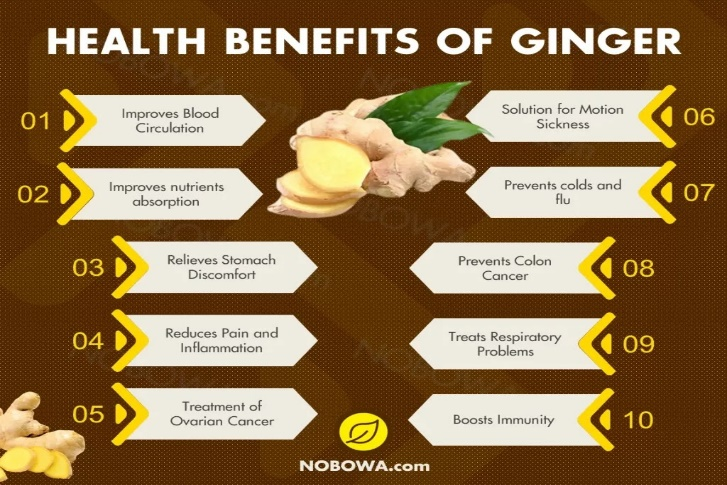 HEALTH BENEFITS OF GINGER
01
Improves Blood
Circulation
02
Improves nutrients
absorption
03
Relieves Stomach
Discomfort
04
Reduces Pain and
Inflammation
05
Treatment of
Ovarian Cancer
Solution for Motion
Sickness
06
Prevents colds and
flu
07
Prevents Colon
Cancer
08
Treats Respiratory
Problems
09
Boosts Immunity
10
NOBOWA.com